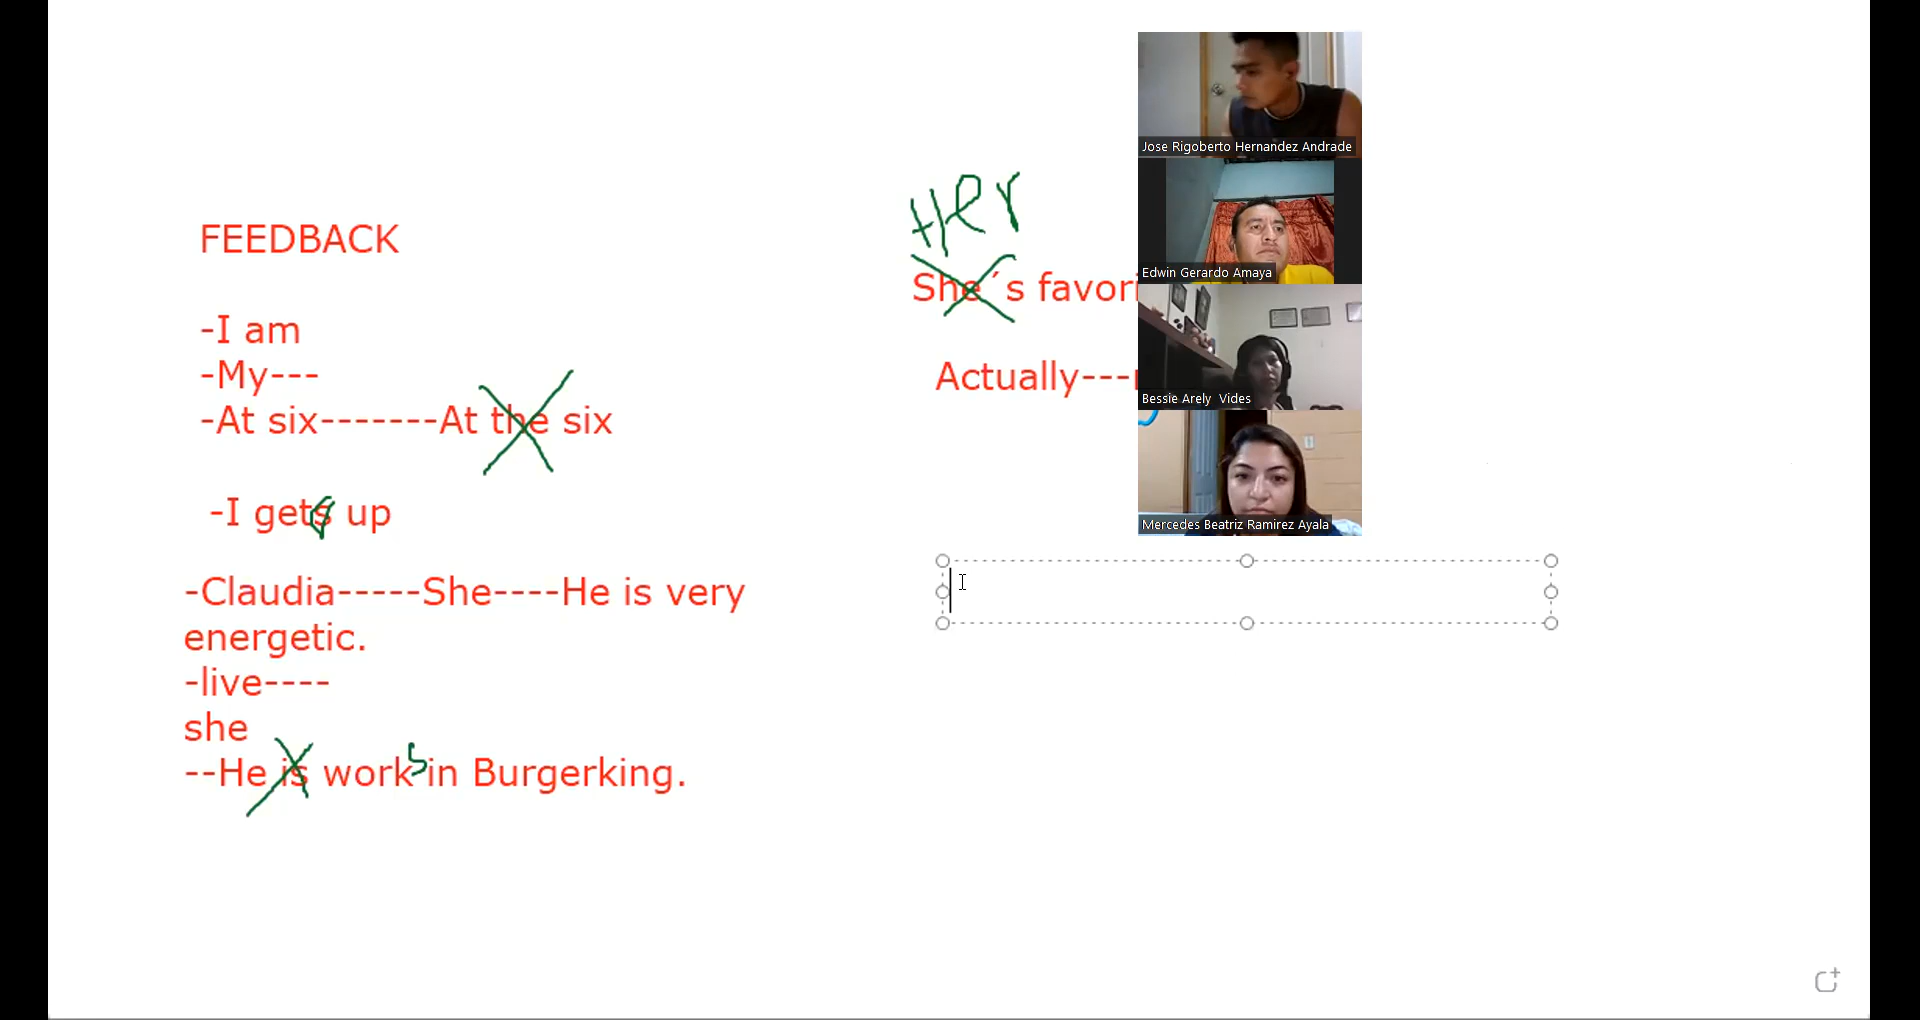 FEEDBACK
-I am
-My---
-At six-------At the six
-I gets up
-Claudia-----She----He is very
energetic.
-live----
she
--He is work s in Burgerking.
Her
She´s favori
Actually---
Jose Rigoberto Hernandez Andrade
Edwin Gerardo Amaya
Bessie Arely Vides
Mercedes Beatriz Ramirez Ayala